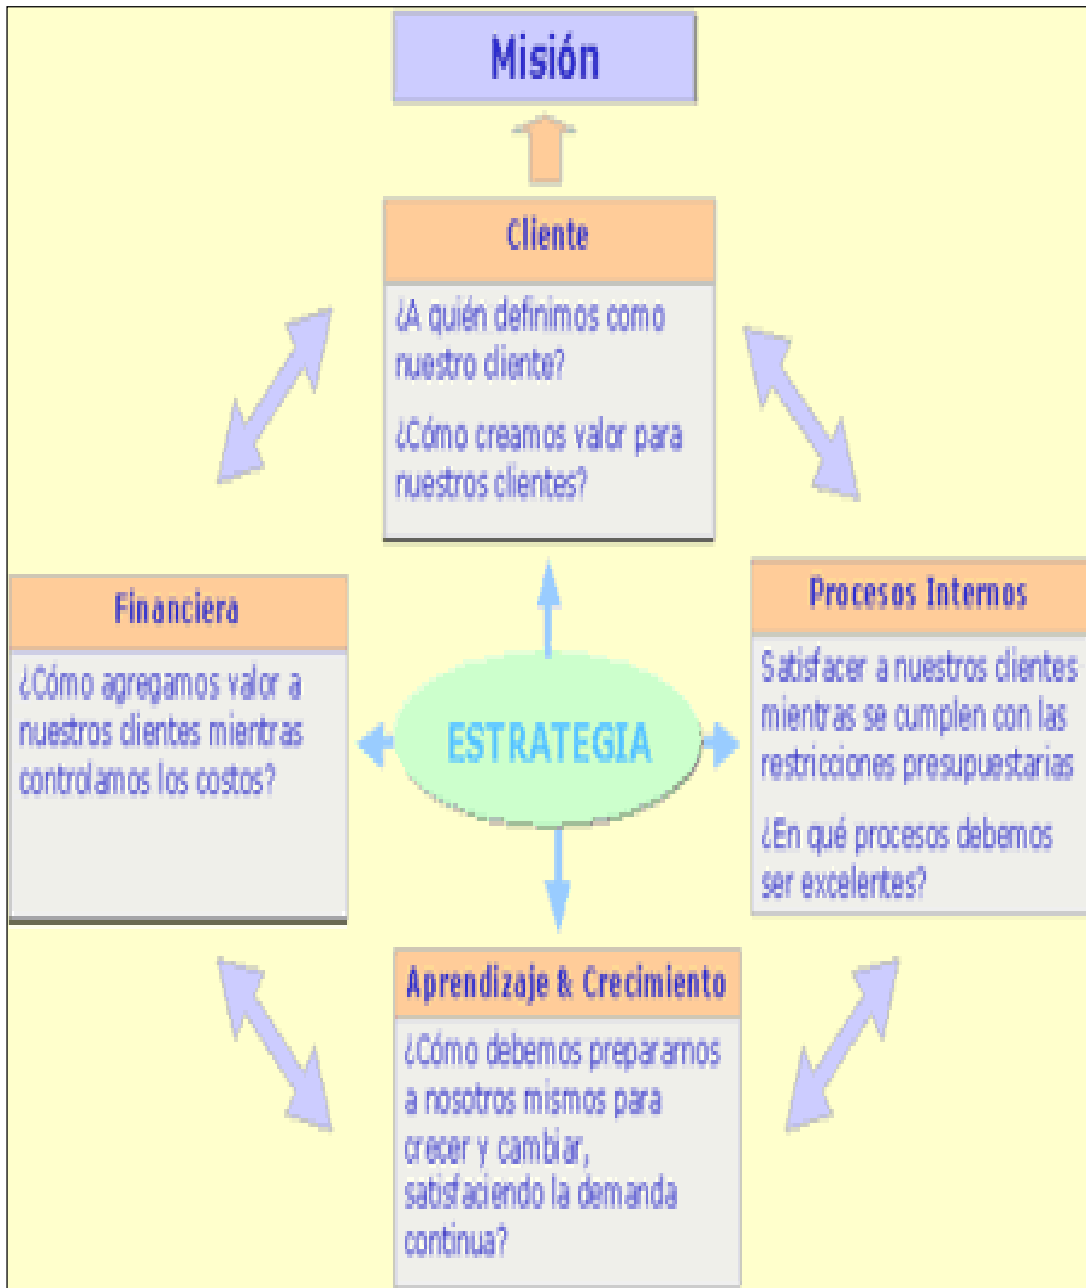 Misión
Cliente
¿A quién definimos como
nuestro cliente?
¿Cómo creamos valor para
nuestros clientes?
Financiera
¿Cómo agregamos valor a
nuestros clientes mientras
controlamos los costos?
ESTRATEGIA
Procesos Internos
Satisfacer a nuestros clientes
mientras se cumplen con las
restricciones presupuestarias
¿En qué procesos debemos
ser excelentes?
Aprendizaje & Crecimiento
¿Cómo debemos prepararnos
a nosotros mismos para
crecer y cambiar,
satisfaciendo la demanda
continua?